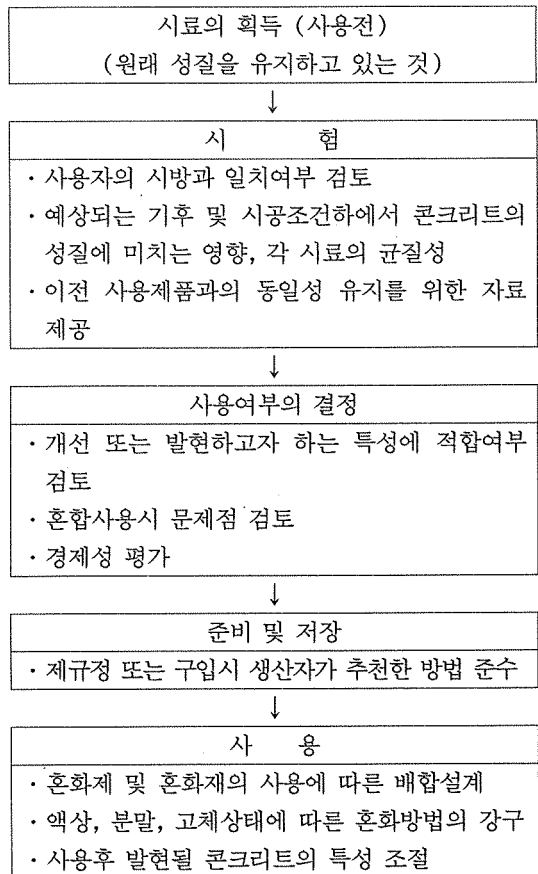 시료의 획득 (사용전)
(원래 성질을 유지하고 있는 것)
↓
시 험
· 사용자의 시방과 일치여부 검토
· 예상되는 기후 및 시공조건하에서 콘크리트의
성질에 미치는 영향, 각 시료의 균질성
· 이전 사용제품과의 동일성 유지를 위한 자료
제공
↓
사용여부의 결정
· 개선 또는 발현하고자 하는 특성에 적합여부
검토
· 혼합사용시 문제점 검토
· 경제성 평가
↓
준비 및 저장
· 제규정 또는 구입시 생산자가 추천한 방법 준수
↓
사 용
· 혼화제 및 혼화재의 사용에 따른 배합설계
· 액상, 분말, 고체상태에 따른 혼화방법의 강구
· 사용후 발현될 콘크리트의 특성 조절